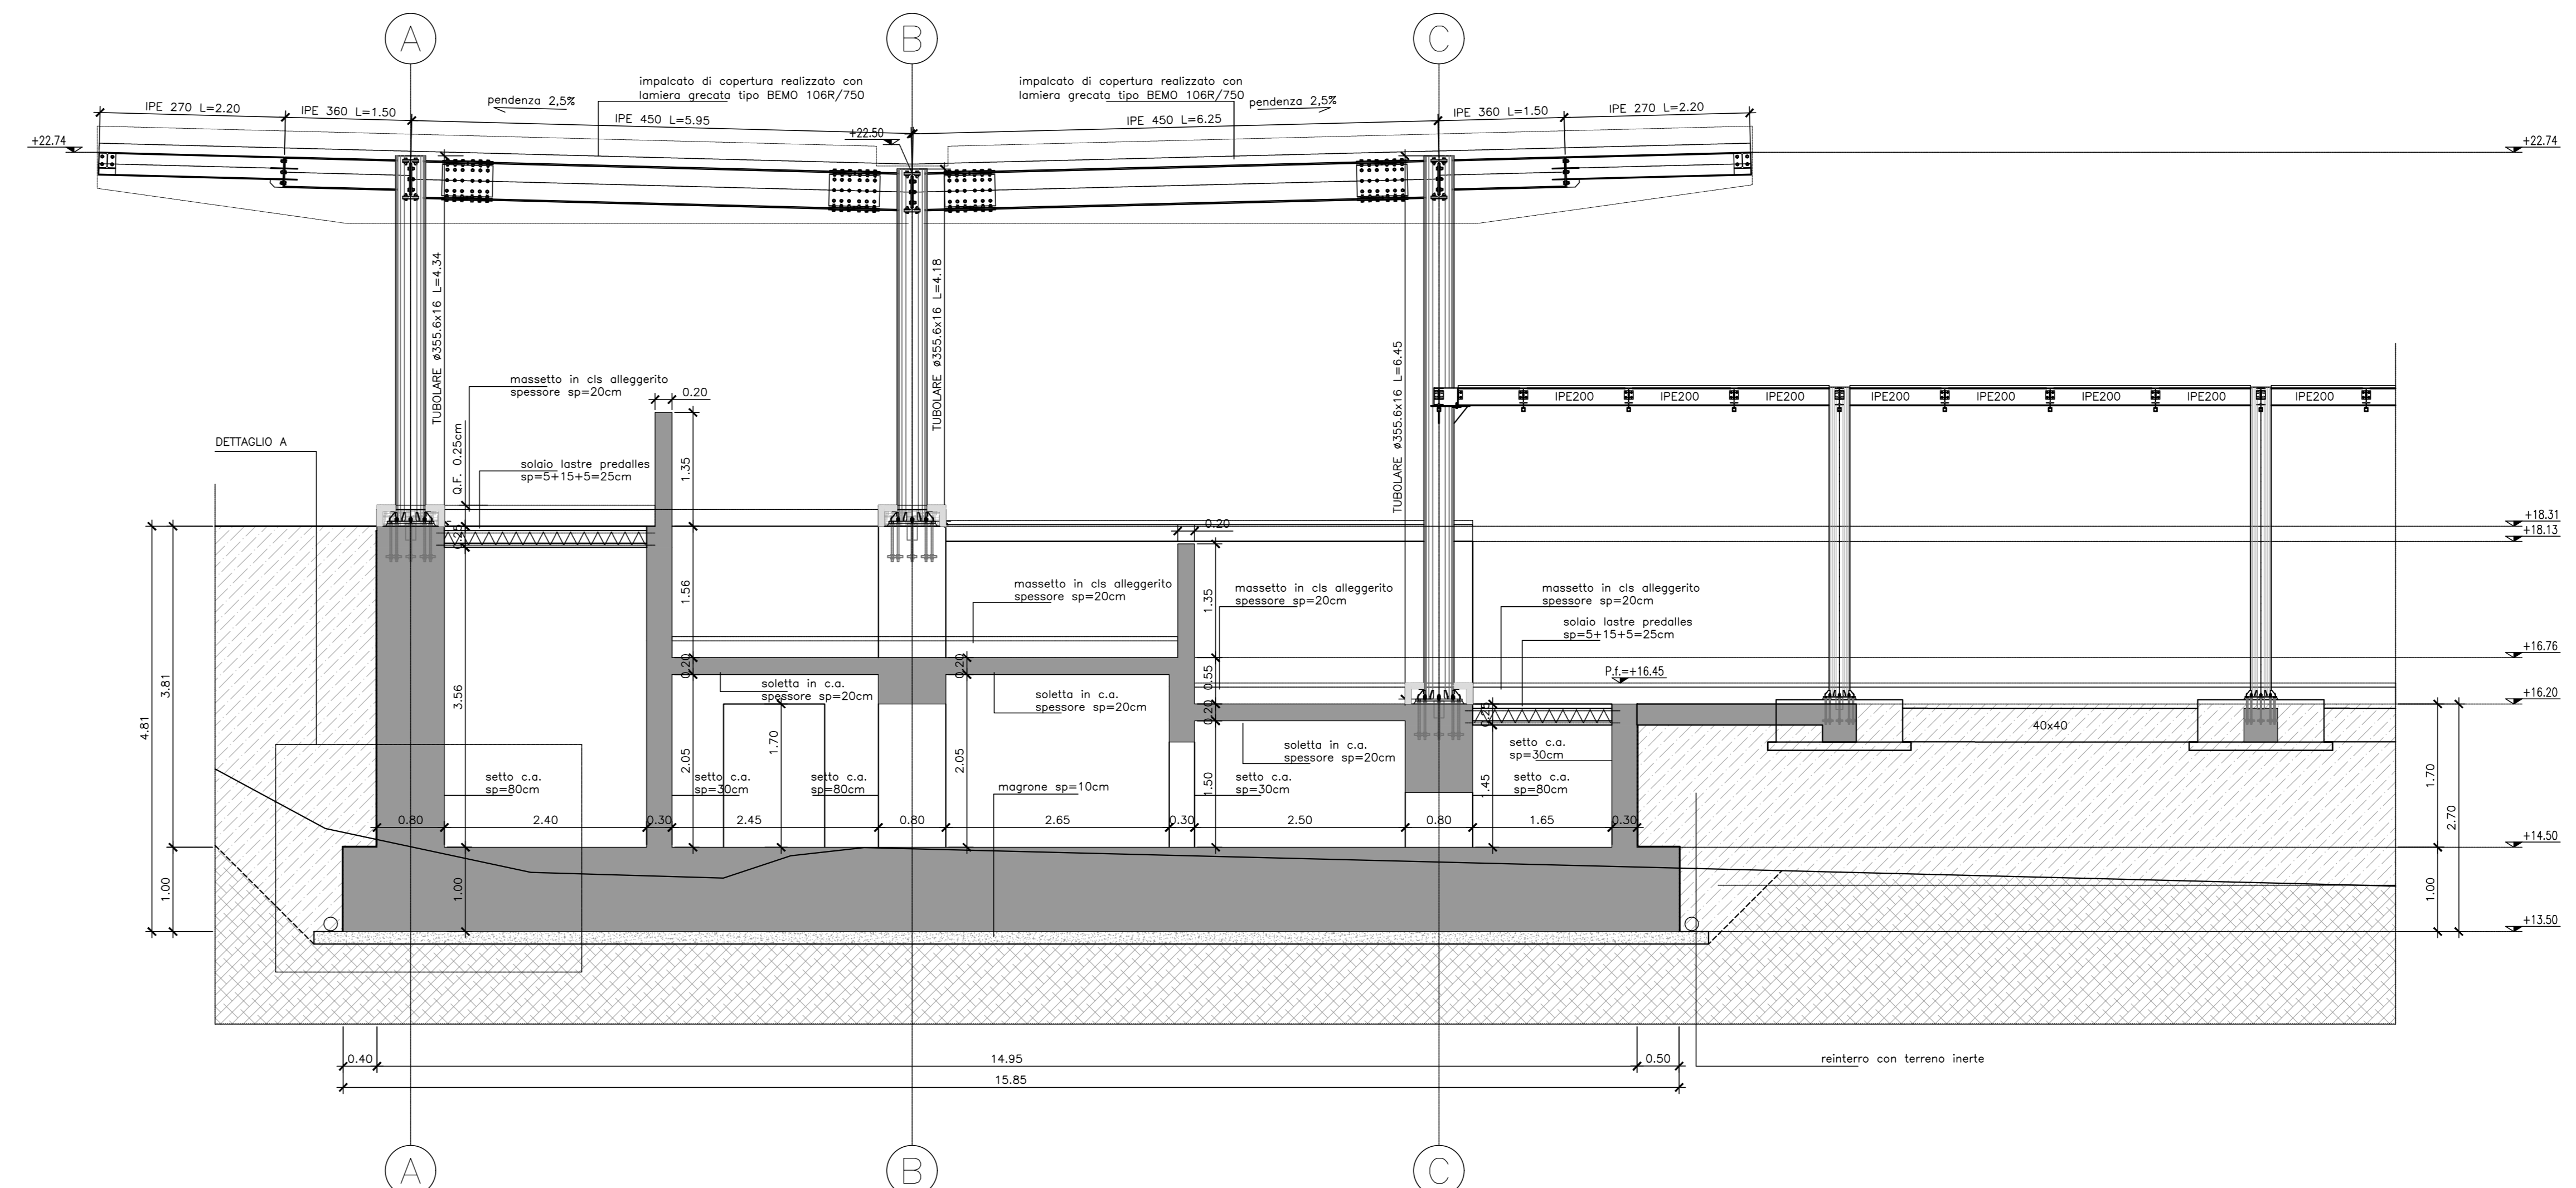 A
B
C
impalcato di copertura realizzato con
lamiera grecata tipo BEMO 106R/750
impalcato di copertura realizzato con
lamiera grecata tipo BEMO 106R/750
IPE 270 L=2.20
IPE 360 L=1.50
pendenza 2,5%
IPE 450 L=5.95
+22.50
IPE 450 L=6.25
pendenza 2,5%
IPE 360 L=1.50
IPE 270 L=2.20
+22.74
+22.74
TUBOLARE ø355.6x16 L=4.34
TUBOLARE ø355.6x16 L=4.18
TUBOLARE ø355.6x16 L=6.45
massetto in cls alleggerito
spessore sp=20cm
0.20
IPE200
IPE200
IPE200
IPE200
IPE200
IPE200
IPE200
IPE200
DETTAGLIO A
Q.F. 0.25cm
solaio lastre predalles
sp=5+15+5=25cm
1.35
0.25
0.20
+18.31
+18.13
1.56
massetto in cls alleggerito
spessore sp=20cm
1.35
massetto in cls alleggerito
spessore sp=20cm
massetto in cls alleggerito
spessore sp=20cm
solaio lastre predalles
sp=5+15+5=25cm
+16.76
P.f.=+16.45
+16.20
0.20
0.20
0.55
0.20
0.25
4.81
3.81
3.56
soletta in c.a.
spessore sp=20cm
soletta in c.a.
spessore sp=20cm
soletta in c.a.
spessore sp=20cm
40x40
2.05
1.70
2.05
1.50
1.45
setto c.a.
sp=30cm
setto c.a.
sp=80cm
setto c.a.
sp=30cm
setto c.a.
sp=80cm
magrone sp=10cm
setto c.a.
sp=30cm
setto c.a.
sp=80cm
1.70
2.70
0.80
2.40
0.30
2.45
0.80
2.65
0.30
2.50
0.80
1.65
0.30
+14.50
1.00
1.00
1.00
+13.50
0.40
14.95
0.50
15.85
reinterro con terreno inerte
A
B
C